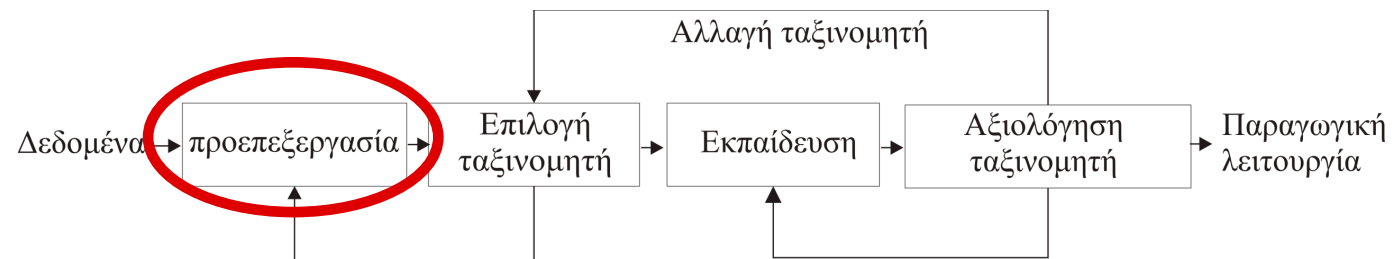 Αλλαγή ταξινομητή
Δεδομένα
προεπεξεργασία
Επιλογή
ταξινομητή
Εκπαίδευση
Αξιολόγηση
ταξινομητή
Παραγωγική
λειτουργία